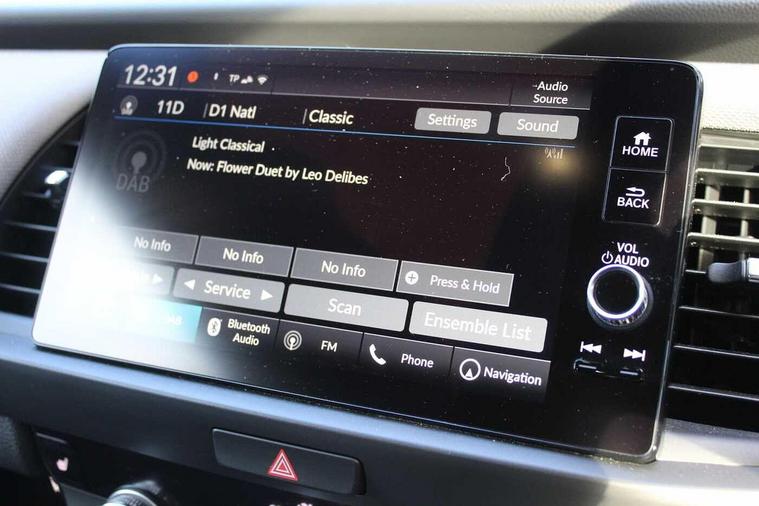 12:31 TP
Audio
Source
11D D1 Natl Classic Settings Sound
Light Classical
Now: Flower Duet by Leo Delibes
DAB
HOME
BACK
VOL
AUDIO
No Info No Info No Info Press & Hold
Service Scan Ensemble List
Bluetooth
Audio
FM Phone Navigation